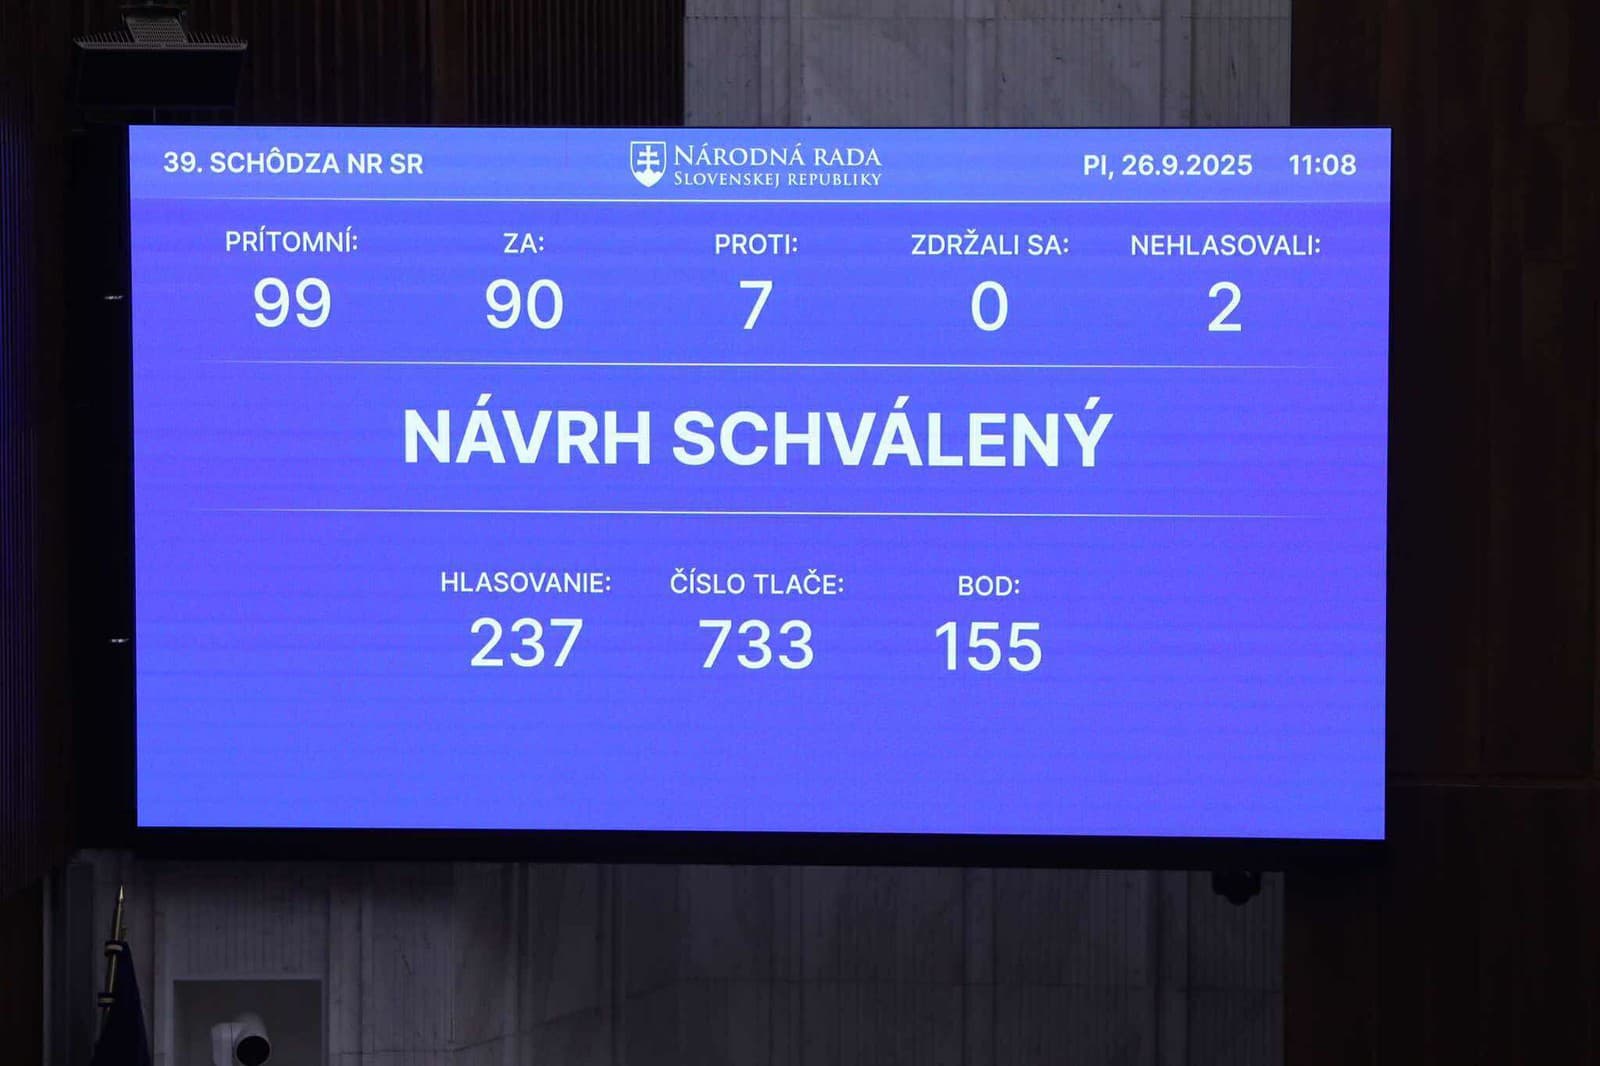 39. SCHÔDZA NR SR
NÁRODNÁ RADA
SLOVENSKEJ REPUBLIKY
PI, 26.9.2025 11:08
PRÍTOMNÍ: ZA: PROTI: ZDRŽALI SA: NEHLASOVALI:
99 90 7 0 2
NÁVRH SCHVÁLENÝ
HLASOVANIE: ČÍSLO TLAČE: BOD:
237 733 155